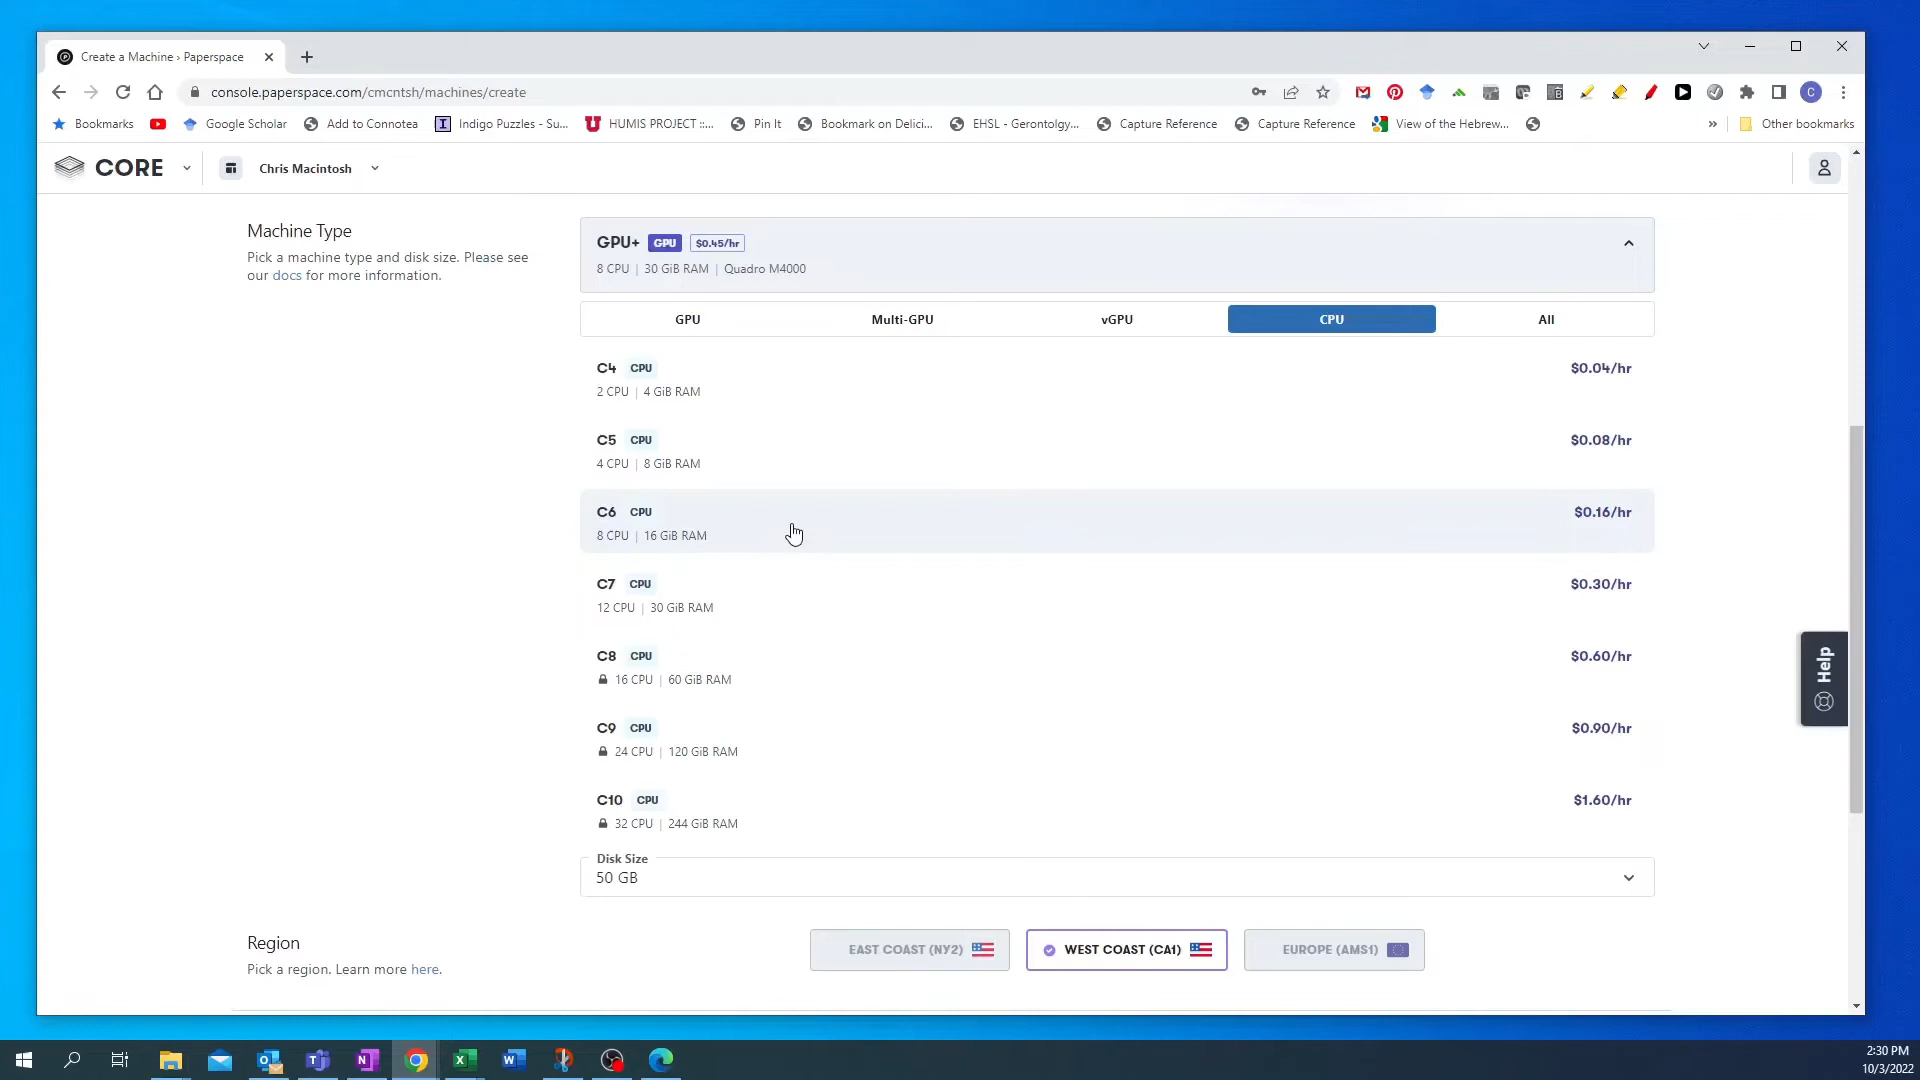 Create a Machine › Paperspace
console.paperspace.com/cmcntsh/machines/create
Bookmarks
Google Scholar
Add to Connotea
Indigo Puzzles - Su...
HUMIS PROJECT ::...
Pin It
Bookmark on Delici...
EHSL - Gerontolgy...
Capture Reference
Capture Reference
View of the Hebrew...
»
Other bookmarks
CORE
Chris Macintosh
Machine Type
Pick a machine type and disk size. Please see
our docs for more information.
GPU+ GPU $0.45/hr
8 CPU | 30 GiB RAM | Quadro M4000
GPU
Multi-GPU
vGPU
CPU
All
C4 CPU $0.04/hr
2 CPU | 4 GiB RAM
C5 CPU $0.08/hr
4 CPU | 8 GiB RAM
C6 CPU $0.16/hr
8 CPU | 16 GiB RAM
C7 CPU $0.30/hr
12 CPU | 30 GiB RAM
C8 CPU $0.60/hr
16 CPU | 60 GiB RAM
C9 CPU $0.90/hr
24 CPU | 120 GiB RAM
C10 CPU $1.60/hr
32 CPU | 244 GiB RAM
Help
Disk Size
50 GB
Region
Pick a region. Learn more here.
EAST COAST (NY2)
WEST COAST (CA1)
EUROPE (AMS1)
2:30 PM
10/3/2022